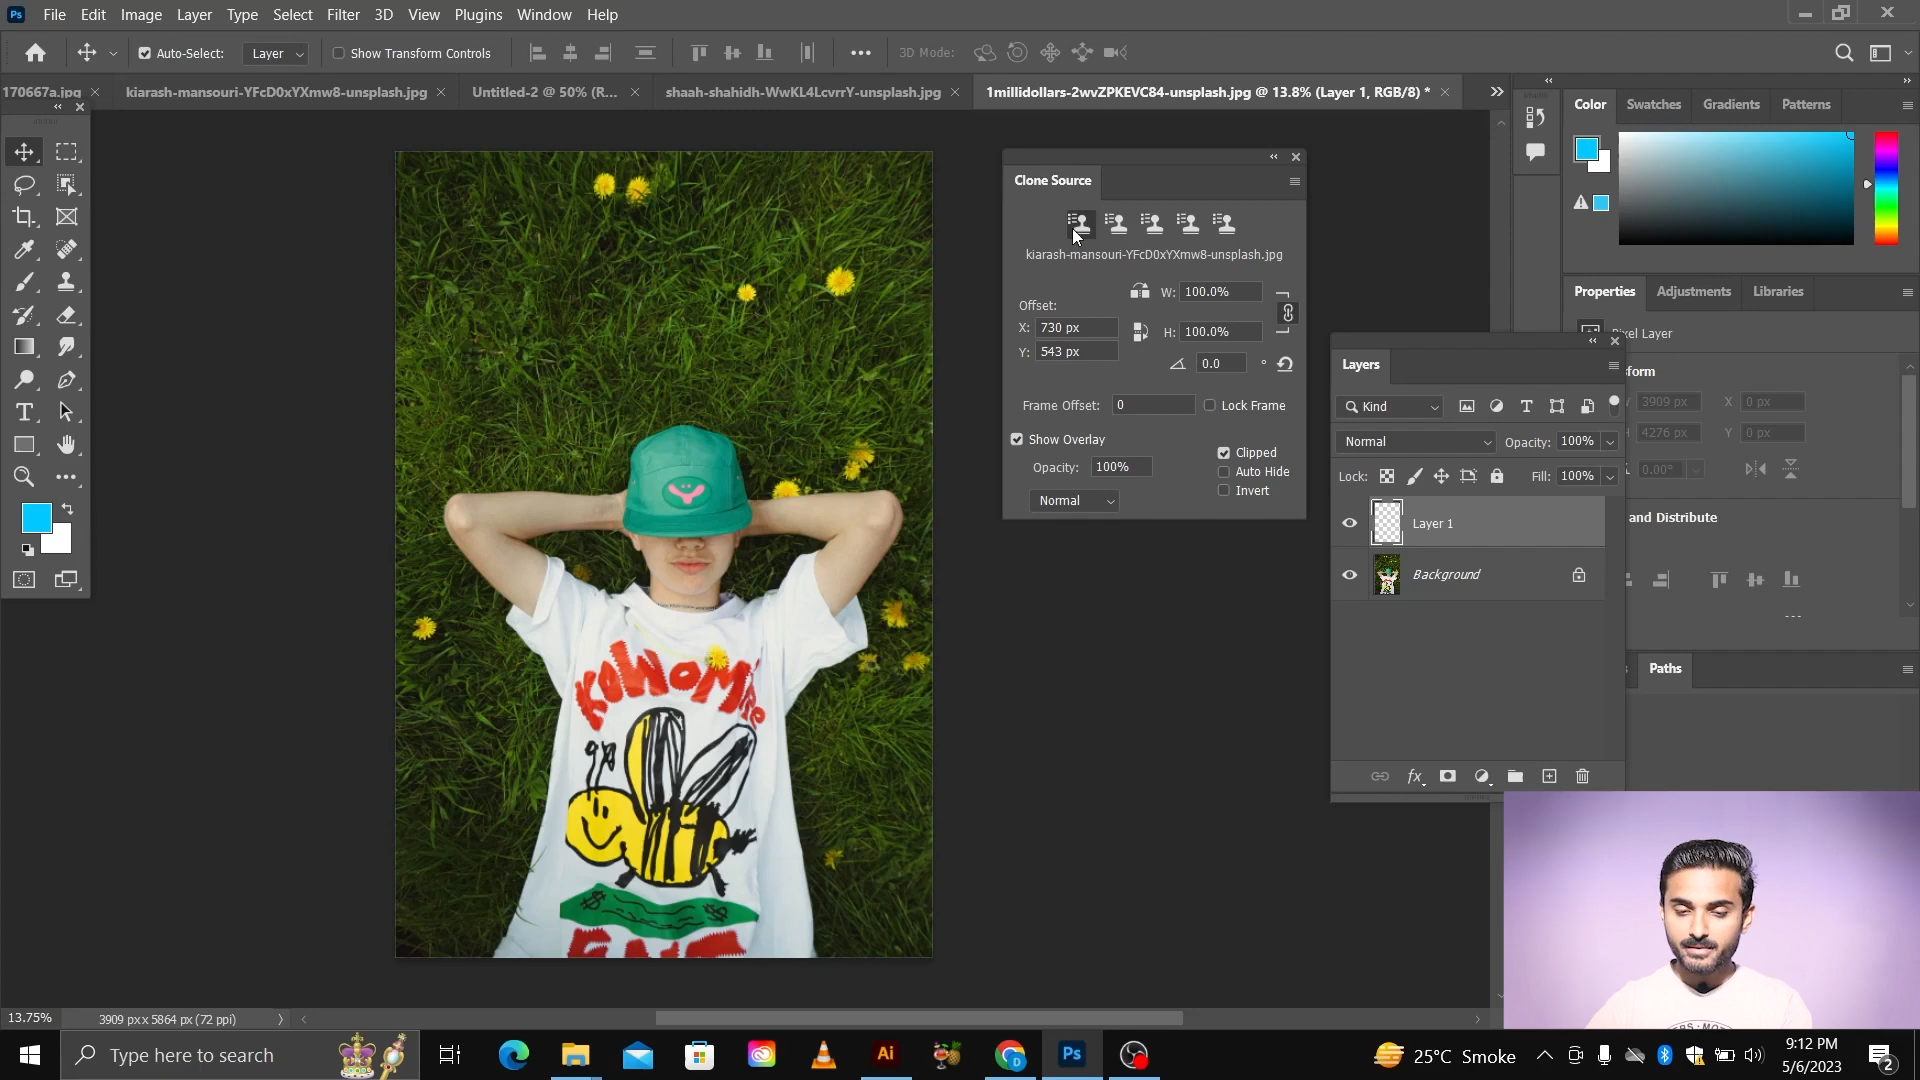 Ps File Edit Image Layer Type Select Filter 3D View Plugins Window Help
Auto-Select: Layer Show Transform Controls 3D Mode:
170667a.jpg kiarash-mansouri-YFcD0xYXmw8-unsplash.jpg Untitled-2 @ 50% (R... shaah-shahidh-WwKL4LcvrrY-unsplash.jpg 1millidollars-2wvZPKEVC84-unsplash.jpg @ 13.8% (Layer 1, RGB/8) *
Color Swatches Gradients Patterns
Clone Source
kiarash-mansouri-YFcD0xYXmw8-unsplash.jpg
W: 100.0%
Offset:
X: 730 px
H: 100.0%
Y: 543 px
0.0 °
Frame Offset: 0 Lock Frame
Show Overlay
Clipped
Opacity: 100%
Auto Hide
Invert
Normal
Properties Adjustments Libraries
Pixel Layer
Layers
form
Kind
3909 px X 0 px
4276 px Y 0 px
Normal Opacity: 100%
Lock: Fill: 100%
0.00°
Layer 1
and Distribute
Background
fx
Paths
KOWOMI
13.75% 3909 px x 5864 px (72 ppi)
Type here to search
Ai Ps
25°C Smoke
9:12 PM
5/6/2023
2